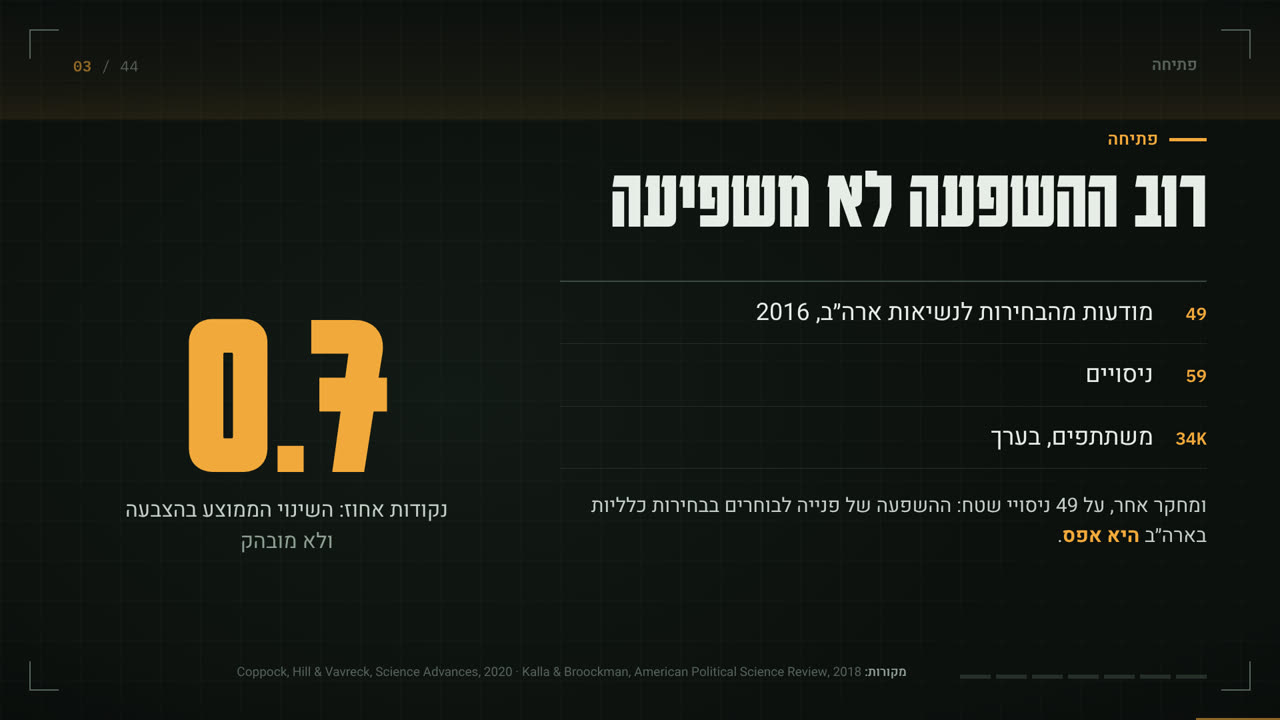 פתיחה
03 / 44
פתיחה
רוב ההשפעה לא משפיעה
49 מודעות מהבחירות לנשיאות ארה״ב, 2016
59 ניסויים
34K משתתפים, בערך
ומחקר אחר, על 49 ניסויי שטח: ההשפעה של פנייה לבוחרים בבחירות כלליות
בארה״ב היא אפס.
0.7
נקודות אחוז: השינוי הממוצע בהצבעה
ולא מובהק
מקורות: Coppock, Hill & Vavreck, Science Advances, 2020 · Kalla & Broockman, American Political Science Review, 2018